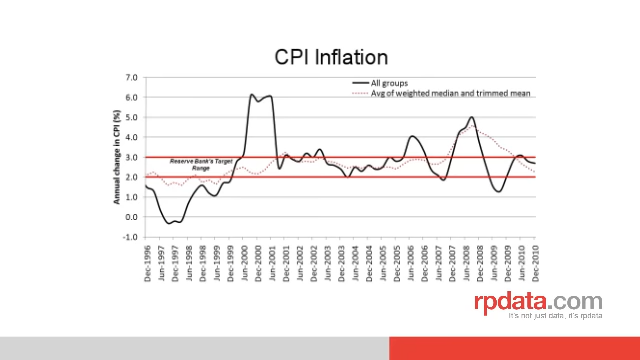 CPI Inflation
7.0
6.0
5.0
4.0
3.0
2.0
1.0
0.0
-1.0
Annual change in CPI (%)
All groups
Avg of weighted median and trimmed mean
Reserve Bank's Target
Range
Dec-1996
Jun-1997
Dec-1997
Jun-1998
Dec-1998
Jun-1999
Dec-1999
Jun-2000
Dec-2000
Jun-2001
Dec-2001
Jun-2002
Dec-2002
Jun-2003
Dec-2003
Jun-2004
Dec-2004
Jun-2005
Dec-2005
Jun-2006
Dec-2006
Jun-2007
Dec-2007
Jun-2008
Dec-2008
Jun-2009
Dec-2009
Jun-2010
Dec-2010
rpdata.com
It's not just data, it's rpdata